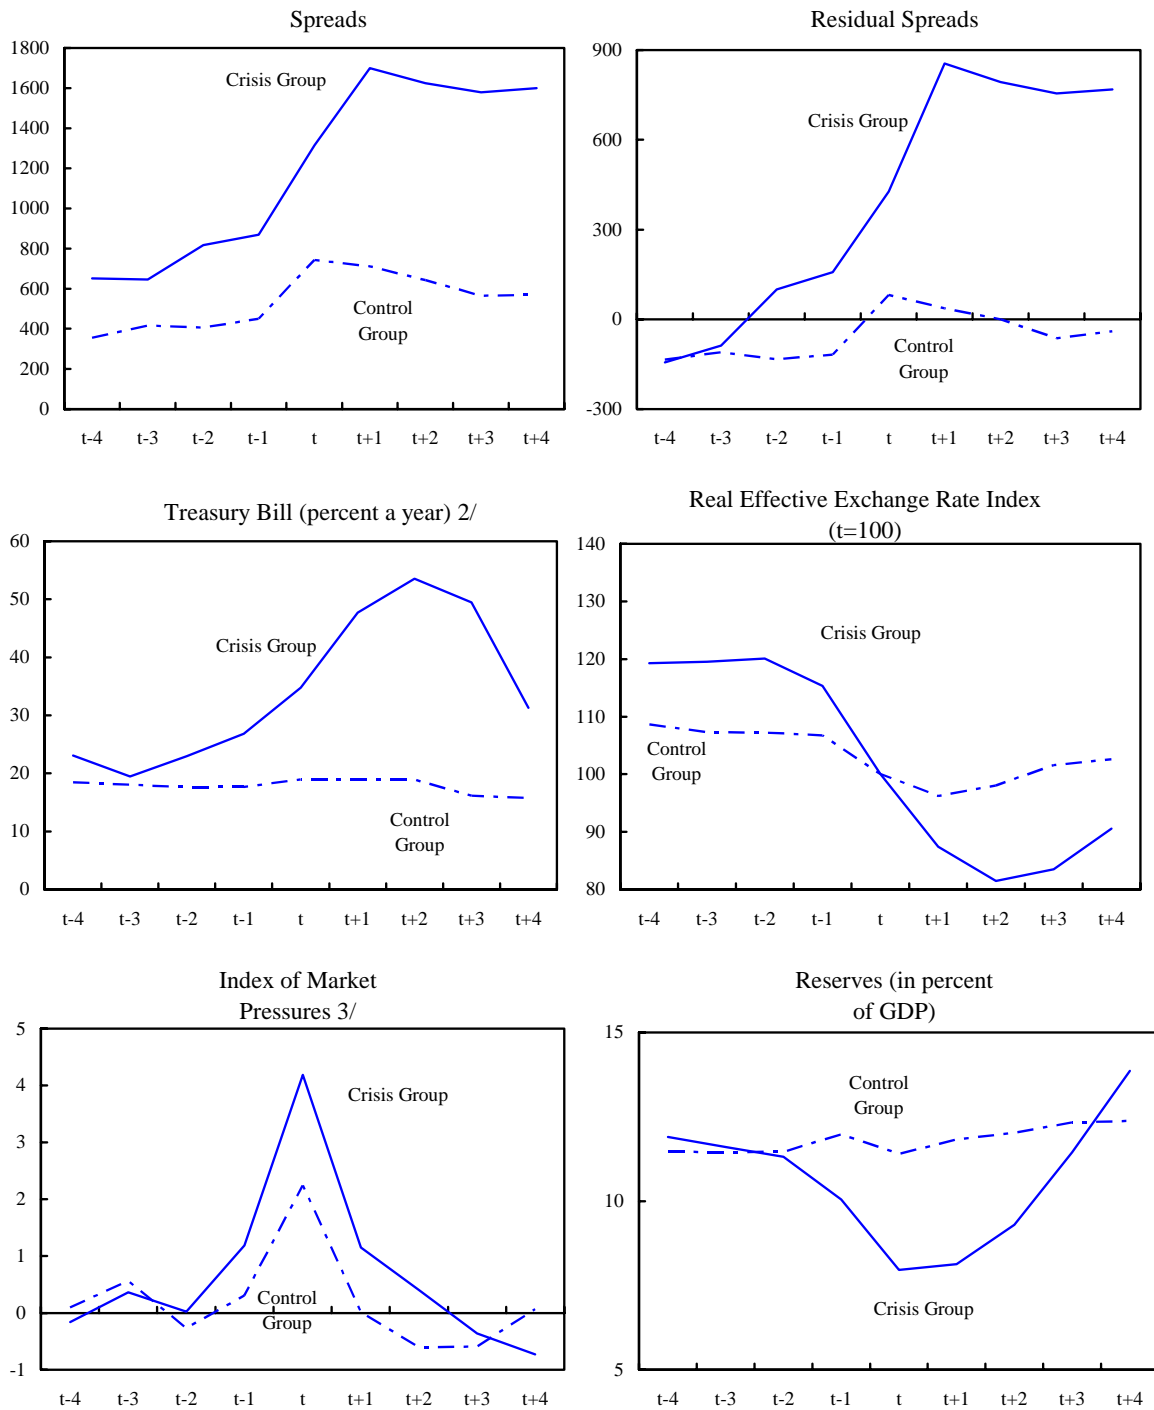 Spreads
1800
1600
1400
1200
1000
800
600
400
200
0
Crisis Group
Control
Group
t-4 t-3 t-2 t-1 t t+1 t+2 t+3 t+4
Residual Spreads
900
600
300
0
-300
Crisis Group
Control
Group
t-4 t-3 t-2 t-1 t t+1 t+2 t+3 t+4
Treasury Bill (percent a year) 2/
60
50
40
30
20
10
0
Crisis Group
Control
Group
t-4 t-3 t-2 t-1 t t+1 t+2 t+3 t+4
Real Effective Exchange Rate Index
(t=100)
140
130
120
110
100
90
80
Crisis Group
Control
Group
t-4 t-3 t-2 t-1 t t+1 t+2 t+3 t+4
Index of Market
Pressures 3/
5
4
3
2
1
0
-1
Crisis Group
Control
Group
t-4 t-3 t-2 t-1 t t+1 t+2 t+3 t+4
Reserves (in percent
of GDP)
15
10
5
Control
Group
Crisis Group
t-4 t-3 t-2 t-1 t t+1 t+2 t+3 t+4